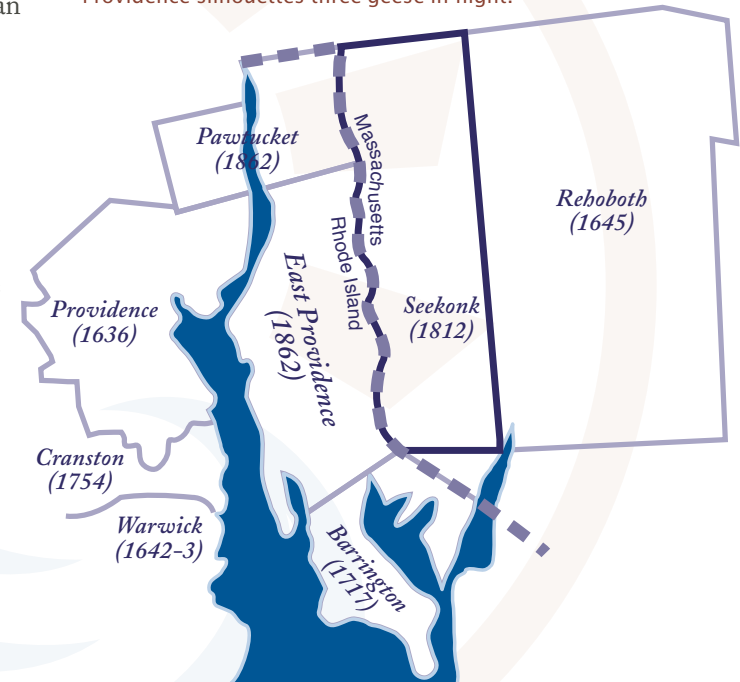 an
Providence silhouettes three geese in flight.
Pawtucket
(1862)
Massachusetts
Rhode Island
Rehoboth
(1645)
East Providence
(1862)
Seekonk
(1812)
Providence
(1636)
Cranston
(1754)
Warwick
(1642-3)
Barrington
(1717)